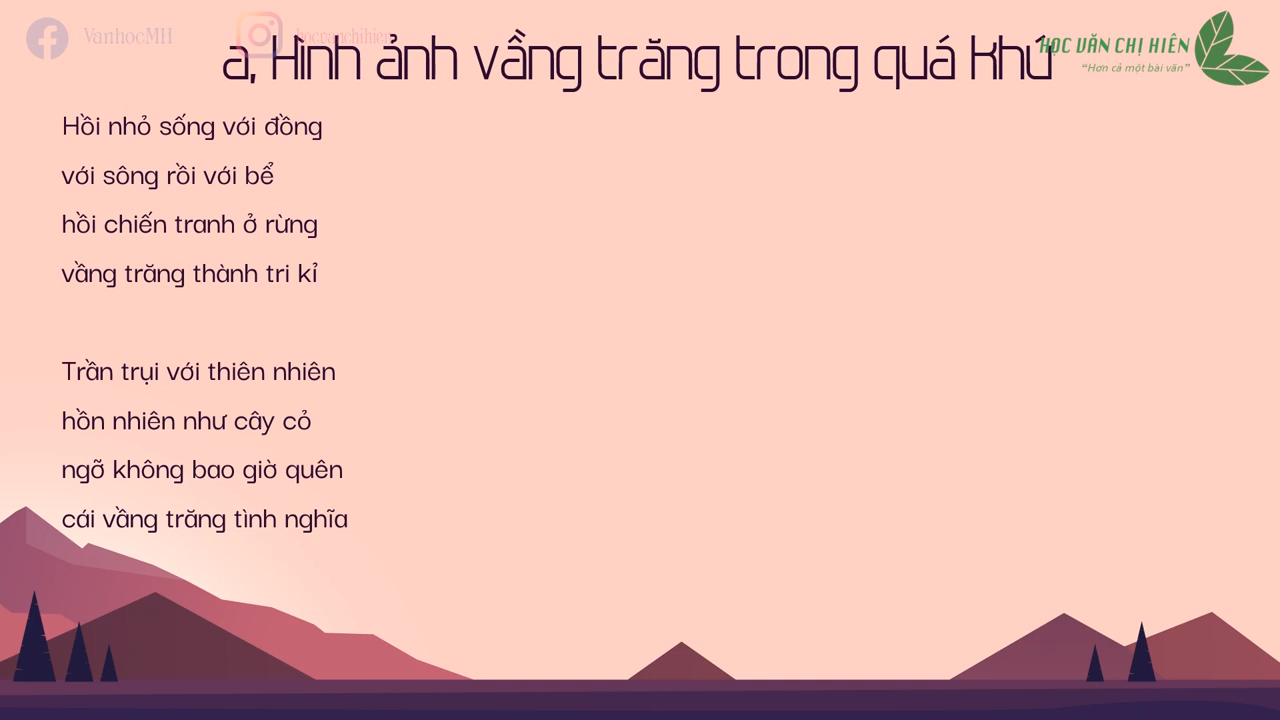 VanhocMH
hocvanchihien
HỌC VĂN CHỊ HIÊN
“Hơn cả một bài văn”
a, Hình ảnh vầng trăng trong quá khứ
Hồi nhỏ sống với đồng
với sông rồi với bể
hồi chiến tranh ở rừng
vầng trăng thành tri kỉ
Trần trụi với thiên nhiên
hồn nhiên như cây cỏ
ngỡ không bao giờ quên
cái vầng trăng tình nghĩa